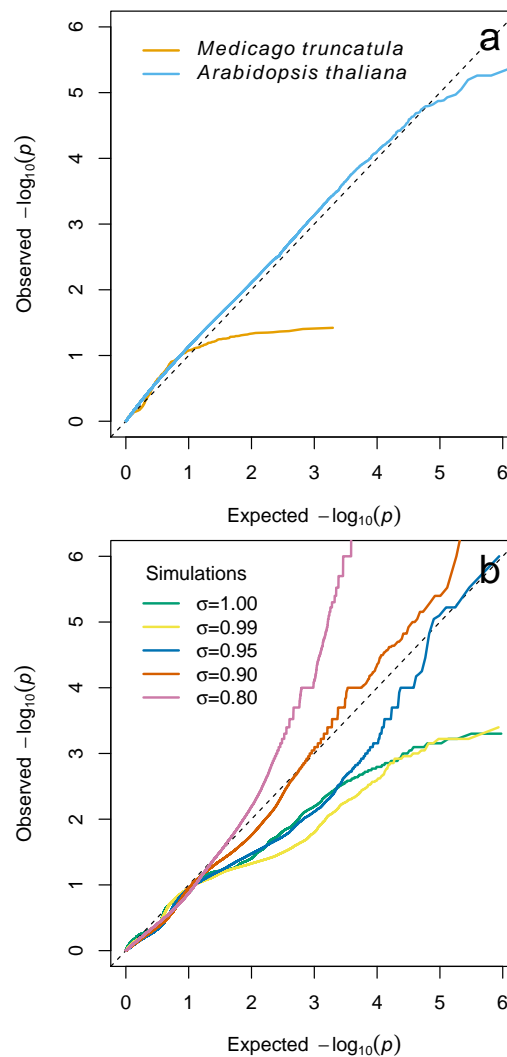 a
Medicago truncatula
Arabidopsis thaliana
6
5
4
3
2
1
0
Observed −log10(p)
0 1 2 3 4 5 6
Expected −log10(p)
b
Simulations
σ=1.00
σ=0.99
σ=0.95
σ=0.90
σ=0.80
6
5
4
3
2
1
0
Observed −log10(p)
0 1 2 3 4 5 6
Expected −log10(p)